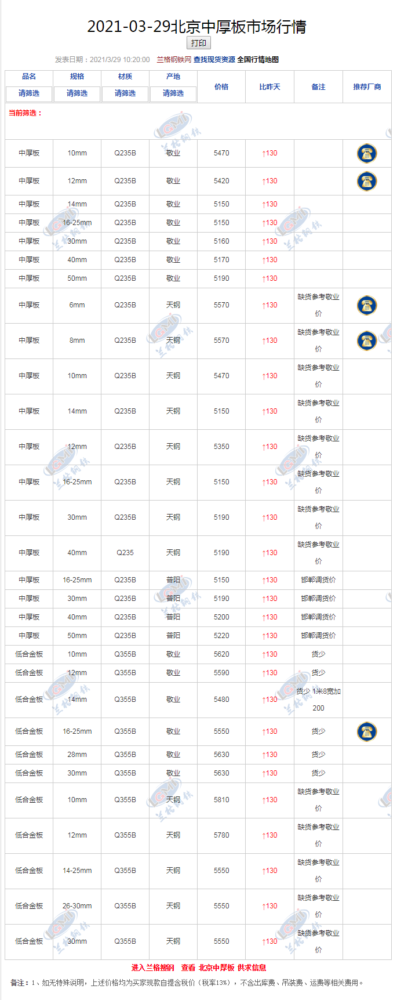 2021-03-29北京中厚板市场行情
打印
发表日期：2021/3/29 10:20:00 兰格钢铁网 查找现货资源 全国行情地图
品名 规格 材质 产地 价格 比昨天 备注 推荐厂商
请筛选 请筛选 请筛选 请筛选
当前筛选：
中厚板 10mm Q235B 敬业 5470 ↑130
中厚板 12mm Q235B 敬业 5420 ↑130
中厚板 14mm Q235B 敬业 5150 ↑130
中厚板 16-25mm Q235B 敬业 5150 ↑130
中厚板 30mm Q235B 敬业 5160 ↑130
中厚板 40mm Q235B 敬业 5170 ↑130
中厚板 50mm Q235B 敬业 5190 ↑130
中厚板 6mm Q235B 天钢 5570 ↑130 缺货参考敬业
价
中厚板 8mm Q235B 天钢 5570 ↑130 缺货参考敬业
价
中厚板 10mm Q235B 天钢 5470 ↑130 缺货参考敬业
价
中厚板 14mm Q235B 天钢 5150 ↑130 缺货参考敬业
价
中厚板 12mm Q235B 天钢 5350 ↑130 缺货参考敬业
价
中厚板 16-25mm Q235B 天钢 5150 ↑130 缺货参考敬业
价
中厚板 30mm Q235B 天钢 5190 ↑130 缺货参考敬业
价
中厚板 40mm Q235 天钢 5190 ↑130 缺货参考敬业
价
中厚板 16-25mm Q235B 普阳 5150 ↑130 邯郸调货价
中厚板 30mm Q235B 普阳 5190 ↑130 邯郸调货价
中厚板 40mm Q235B 普阳 5200 ↑130 邯郸调货价
中厚板 50mm Q235B 普阳 5220 ↑130 邯郸调货价
低合金板 10mm Q355B 敬业 5620 ↑130 货少
低合金板 12mm Q355B 敬业 5590 ↑130 货少
低合金板 14mm Q355B 敬业 5480 ↑130 货少 1米8宽加
200
低合金板 16-25mm Q355B 敬业 5550 ↑130 货少
低合金板 28mm Q355B 敬业 5630 ↑130 货少
低合金板 30mm Q355B 敬业 5630 ↑130 货少
低合金板 10mm Q355B 天钢 5810 ↑130 缺货参考敬业
价
低合金板 12mm Q355B 天钢 5780 ↑130 缺货参考敬业
价
低合金板 14-25mm Q355B 天钢 5550 ↑130 缺货参考敬业
价
低合金板 26-30mm Q355B 天钢 5550 ↑130 缺货参考敬业
价
低合金板 30mm Q355B 天钢 5550 ↑130 缺货参考敬业
价
进入兰格搜钢 查看 北京中厚板 供求信息
备注：1、如无特殊说明，上述价格均为买家现款自提含税价（税率13%），不含出库费、吊装费、运费等相关费用。